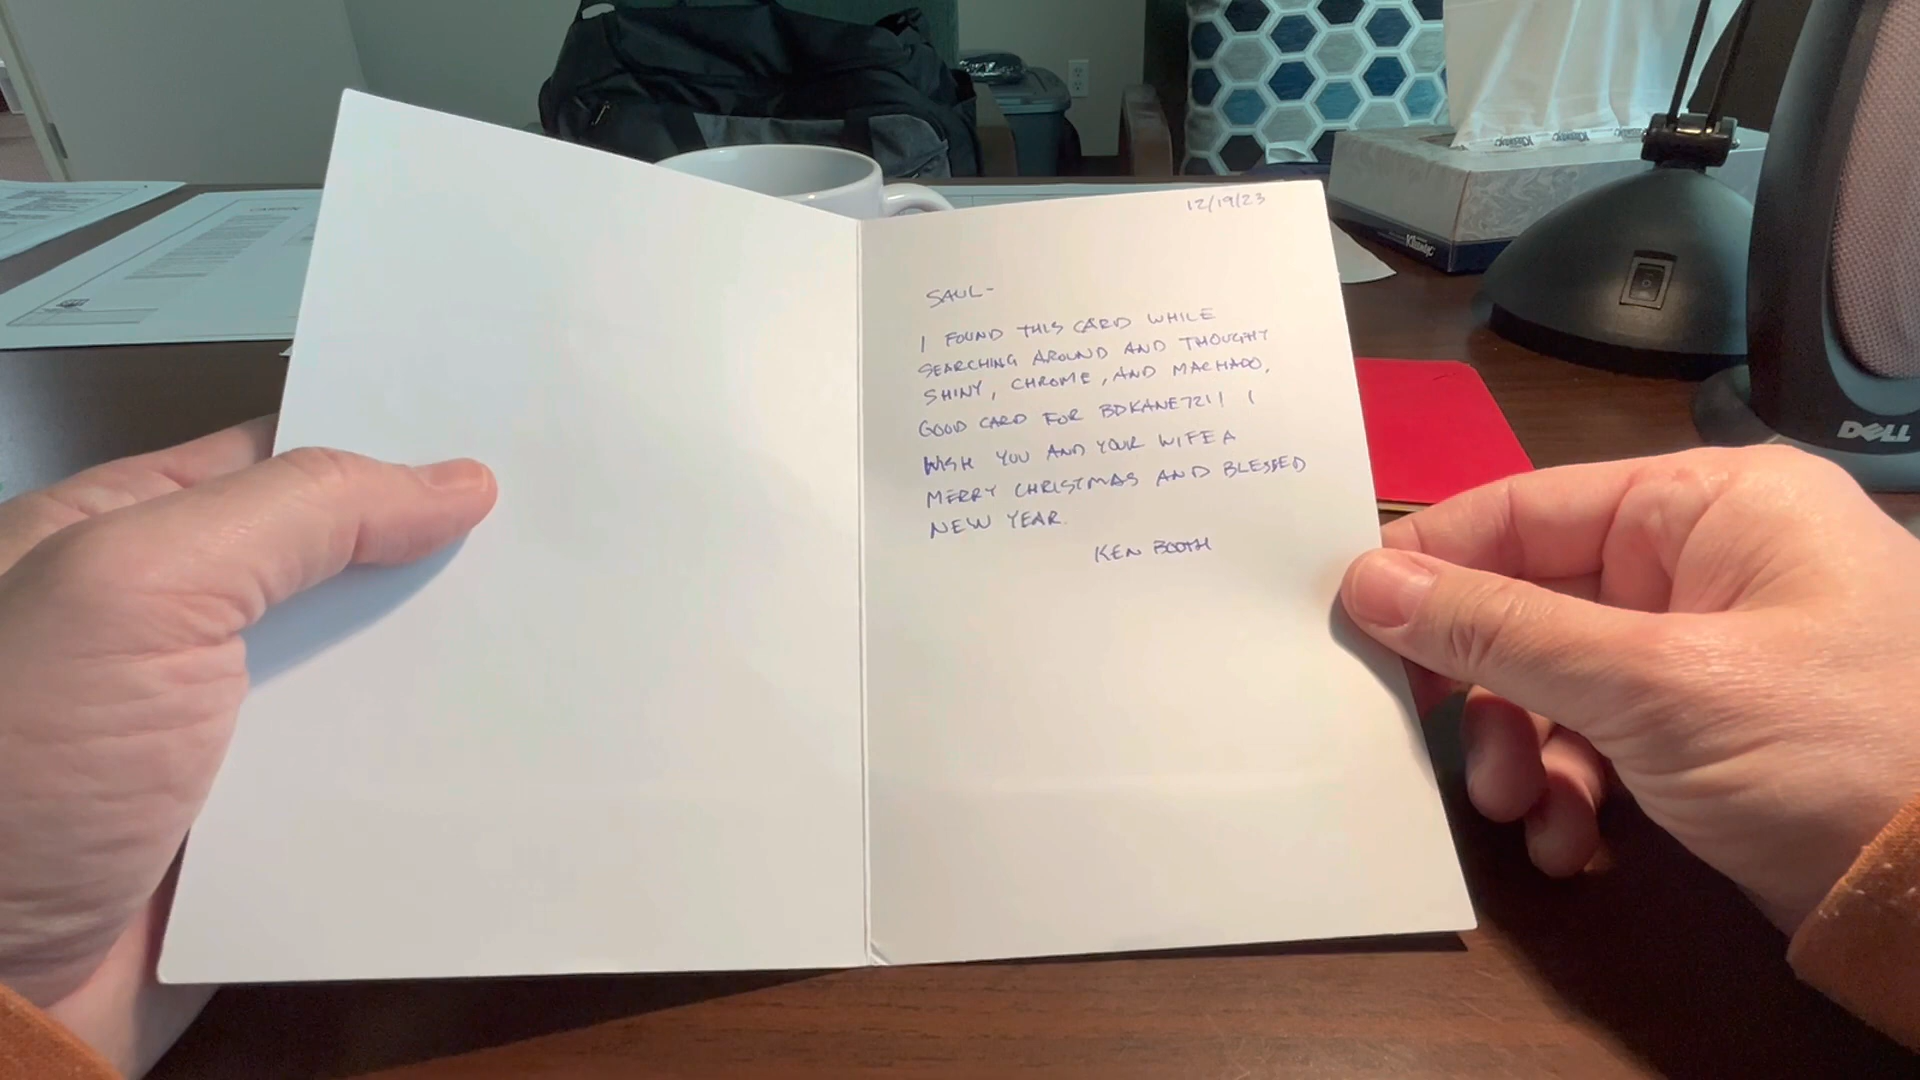 12/19/23
SAUL-
I FOUND THIS CARD WHILE
SEARCHING AROUND AND THOUGHT
SHINY, CHROME, AND MACHADO,
GOOD CARD FOR BDKANE721! I
WISH YOU AND YOUR WIFE A
MERRY CHRISTMAS AND BLESSED
NEW YEAR.
KEN BOOTH
Kleenex
DELL